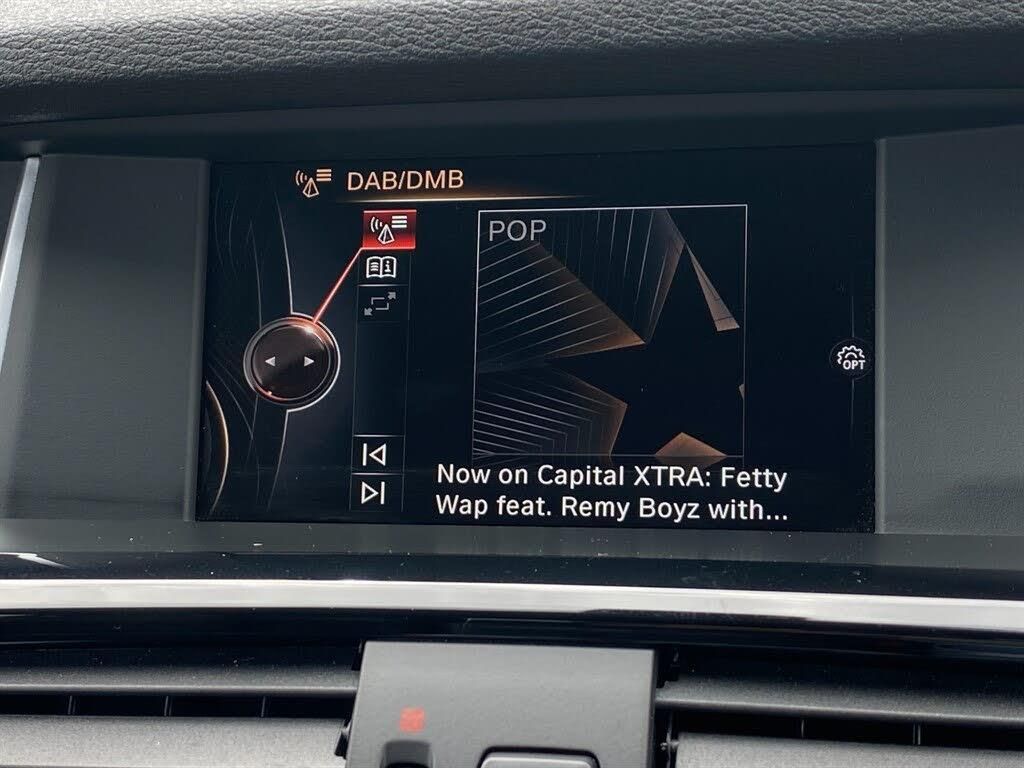 DAB/DMB
POP
OPT
Now on Capital XTRA: Fetty
Wap feat. Remy Boyz with...